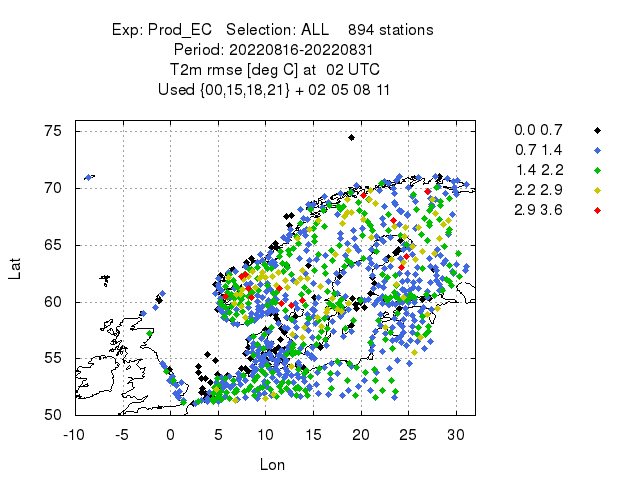 Exp: Prod_EC   Selection: ALL    894 stations
Period: 20220816-20220831
T2m rmse [deg C] at  02 UTC
Used {00,15,18,21} + 02 05 08 11
0.0 0.7
0.7 1.4
1.4 2.2
2.2 2.9
2.9 3.6
75
70
65
60
55
50
Lat
-10 -5 0 5 10 15 20 25 30
Lon